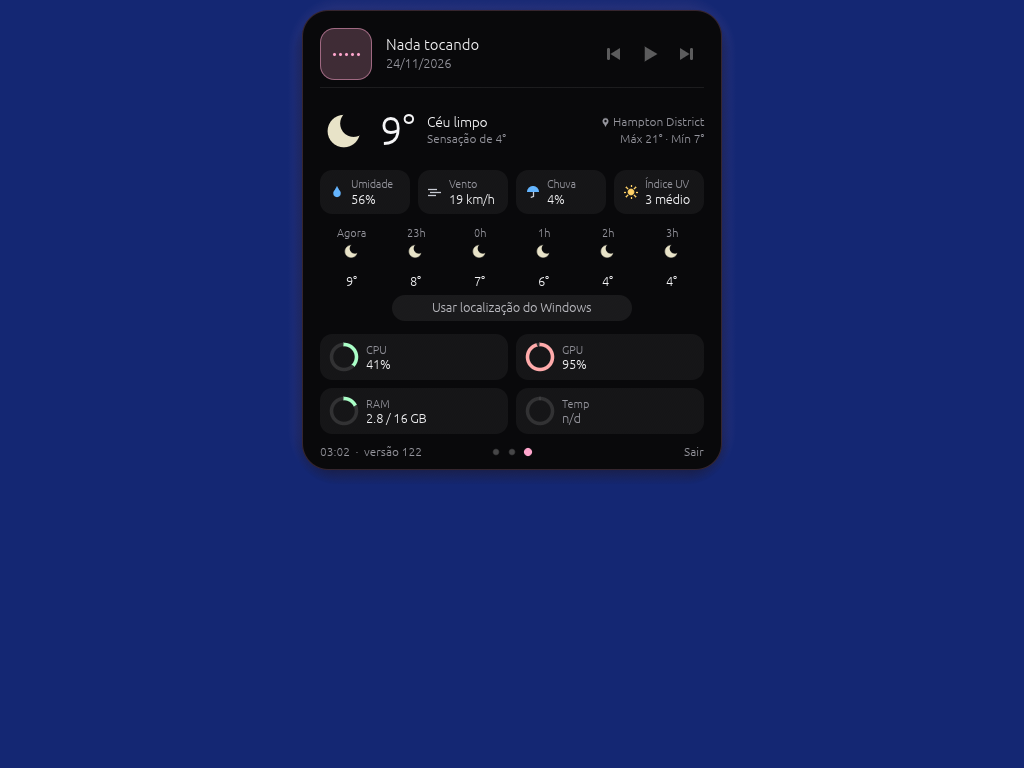 Nada tocando
24/11/2026
9°
Céu limpo
Sensação de 4°
Hampton District
Máx 21° · Mín 7°
Umidade
56%
Vento
19 km/h
Chuva
4%
Índice UV
3 médio
Agora 23h 0h 1h 2h 3h
9° 8° 7° 6° 4° 4°
Usar localização do Windows
CPU
41%
GPU
95%
RAM
2.8 / 16 GB
Temp
n/d
03:02 · versão 122
Sair